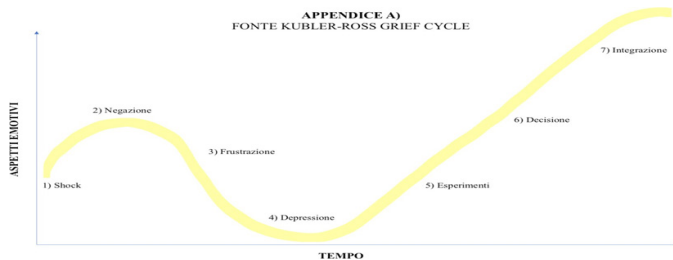 APPENDICE A)
FONTE KUBLER-ROSS GRIEF CYCLE
7) Integrazione
2) Negazione
6) Decisione
3) Frustrazione
1) Shock
5) Esperimenti
4) Depressione
ASPETTI EMOTIVI
TEMPO